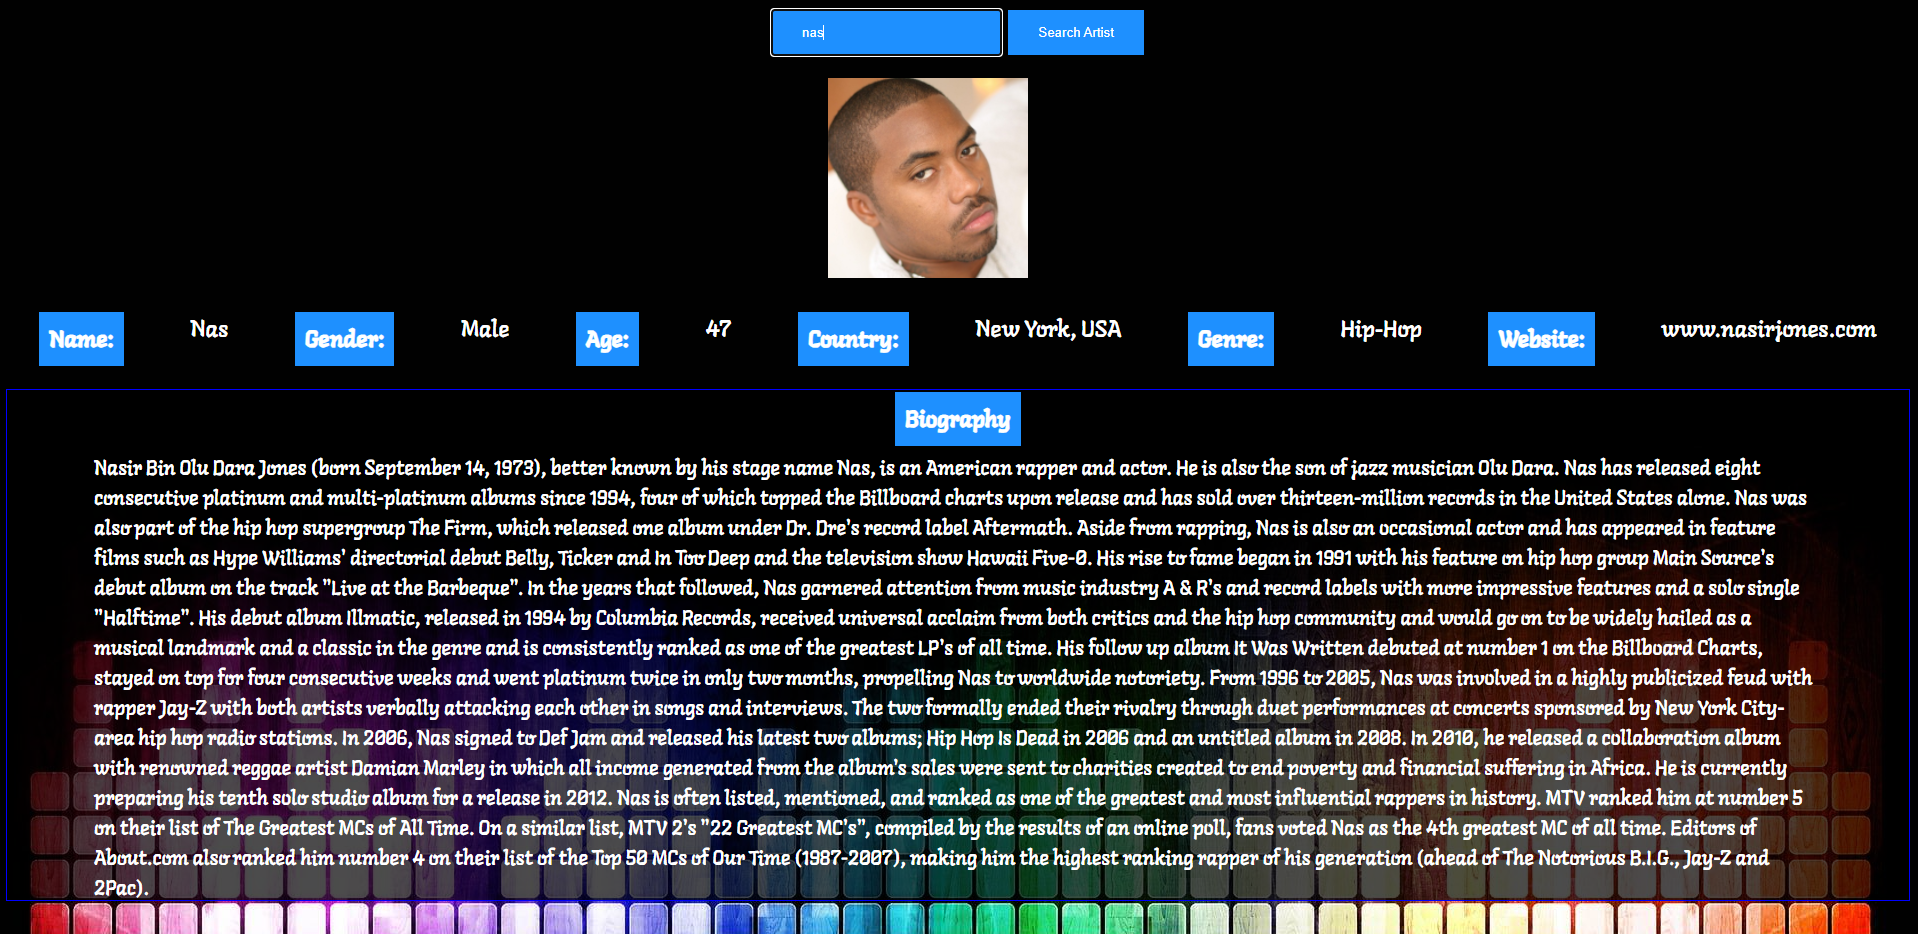 nas
Search Artist
Name: Nas Gender: Male Age: 47 Country: New York, USA Genre: Hip-Hop Website: www.nasirjones.com
Biography
Nasir Bin Olu Dara Jones (born September 14, 1973), better known by his stage name Nas, is an American rapper and actor. He is also the son of jazz musician Olu Dara. Nas has released eight
consecutive platinum and multi-platinum albums since 1994, four of which topped the Billboard charts upon release and has sold over thirteen-million records in the United States alone. Nas was
also part of the hip hop supergroup The Firm, which released one album under Dr. Dre's record label Aftermath. Aside from rapping, Nas is also an occasional actor and has appeared in feature
films such as Hype Williams' directorial debut Belly, Ticker and In Too Deep and the television show Hawaii Five-0. His rise to fame began in 1991 with his feature on hip hop group Main Source's
debut album on the track "Live at the Barbeque". In the years that followed, Nas garnered attention from music industry A & R's and record labels with more impressive features and a solo single
"Halftime". His debut album Illmatic, released in 1994 by Columbia Records, received universal acclaim from both critics and the hip hop community and would go on to be widely hailed as a
musical landmark and a classic in the genre and is consistently ranked as one of the greatest LP's of all time. His follow up album It Was Written debuted at number 1 on the Billboard Charts,
stayed on top for four consecutive weeks and went platinum twice in only two months, propelling Nas to worldwide notoriety. From 1996 to 2005, Nas was involved in a highly publicized feud with
rapper Jay-Z with both artists verbally attacking each other in songs and interviews. The two formally ended their rivalry through duet performances at concerts sponsored by New York City-
area hip hop radio stations. In 2006, Nas signed to Def Jam and released his latest two albums; Hip Hop Is Dead in 2006 and an untitled album in 2008. In 2010, he released a collaboration album
with renowned reggae artist Damian Marley in which all income generated from the album's sales were sent to charities created to end poverty and financial suffering in Africa. He is currently
preparing his tenth solo studio album for a release in 2012. Nas is often listed, mentioned, and ranked as one of the greatest and most influential rappers in history. MTV ranked him at number 5
on their list of The Greatest MCs of All Time. On a similar list, MTV 2's "22 Greatest MC's", compiled by the results of an online poll, fans voted Nas as the 4th greatest MC of all time. Editors of
About.com also ranked him number 4 on their list of the Top 50 MCs of Our Time (1987-2007), making him the highest ranking rapper of his generation (ahead of The Notorious B.I.G., Jay-Z and
2Pac).